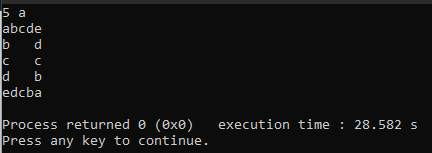 5 a
abcde
b   d
c   c
d   b
edcba

Process returned 0 (0x0)   execution time : 28.582 s
Press any key to continue.